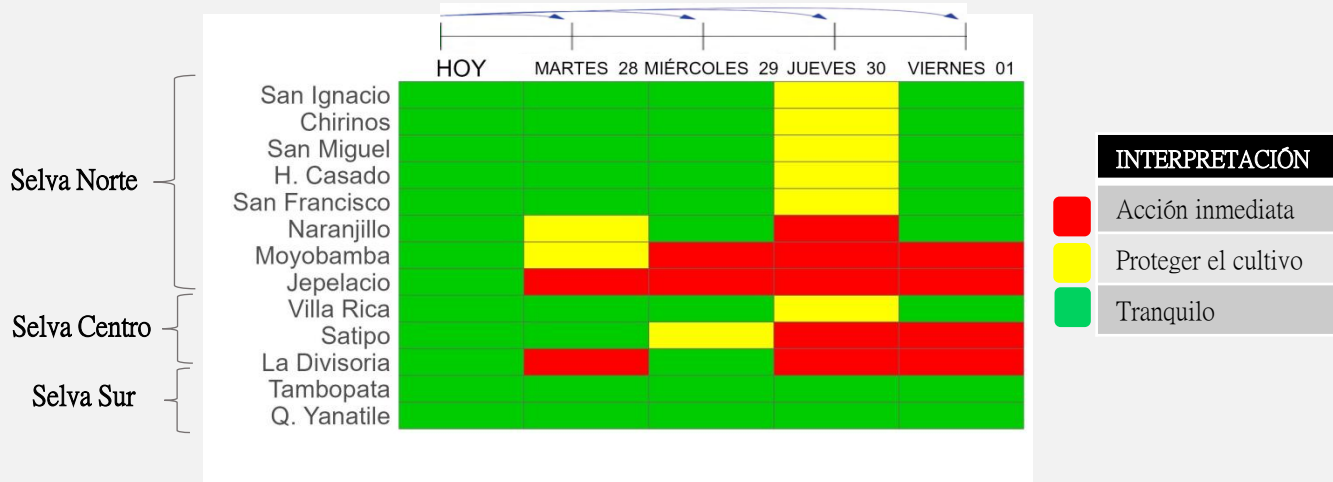 HOY MARTES 28 MIÉRCOLES 29 JUEVES 30 VIERNES 01
Selva Norte
San Ignacio
Chirinos
San Miguel
H. Casado
San Francisco
Naranjillo
Moyobamba
Jepelacio
Selva Centro
Villa Rica
Satipo
La Divisoria
Selva Sur
Tambopata
Q. Yanatile
INTERPRETACIÓN
Acción inmediata
Proteger el cultivo
Tranquilo